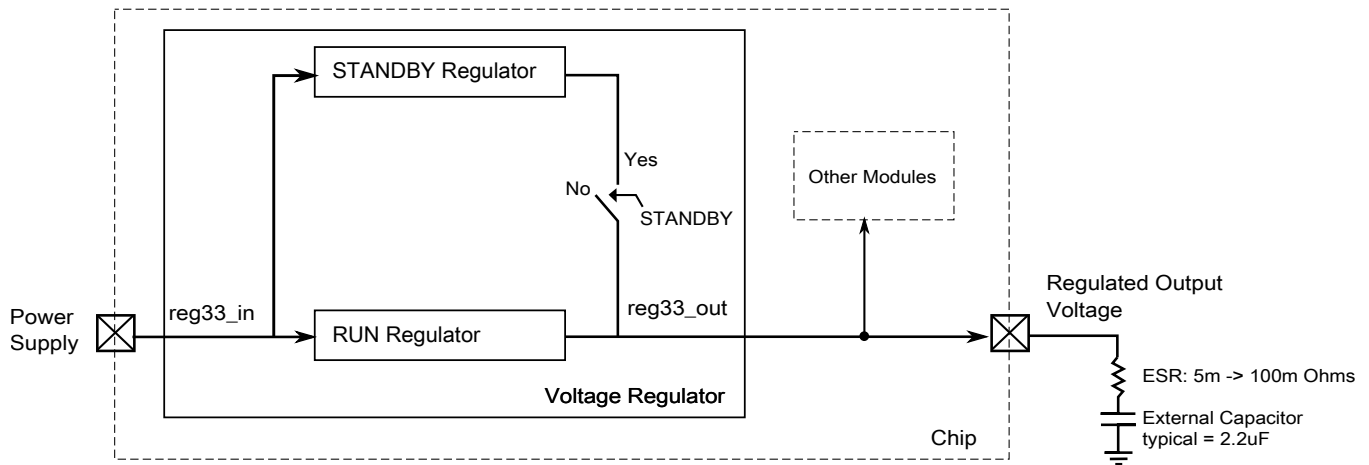 STANDBY Regulator
Yes
No
STANDBY
Other Modules
Power
Supply
reg33_in
RUN Regulator
reg33_out
Regulated Output
Voltage
ESR: 5m -> 100m Ohms
External Capacitor
typical = 2.2uF
Voltage Regulator
Chip